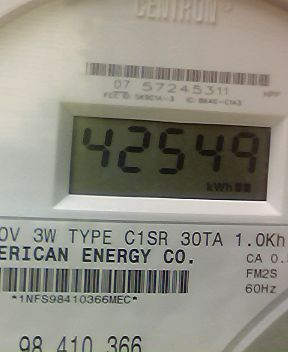 CENTRON
07 57245311
42549
kWh
0V 3W TYPE C1SR 30TA 1.0Kh
ERICAN ENERGY CO.
CA 0.
FM2S
60Hz
*1NFS98410366MEC*
98 410 366